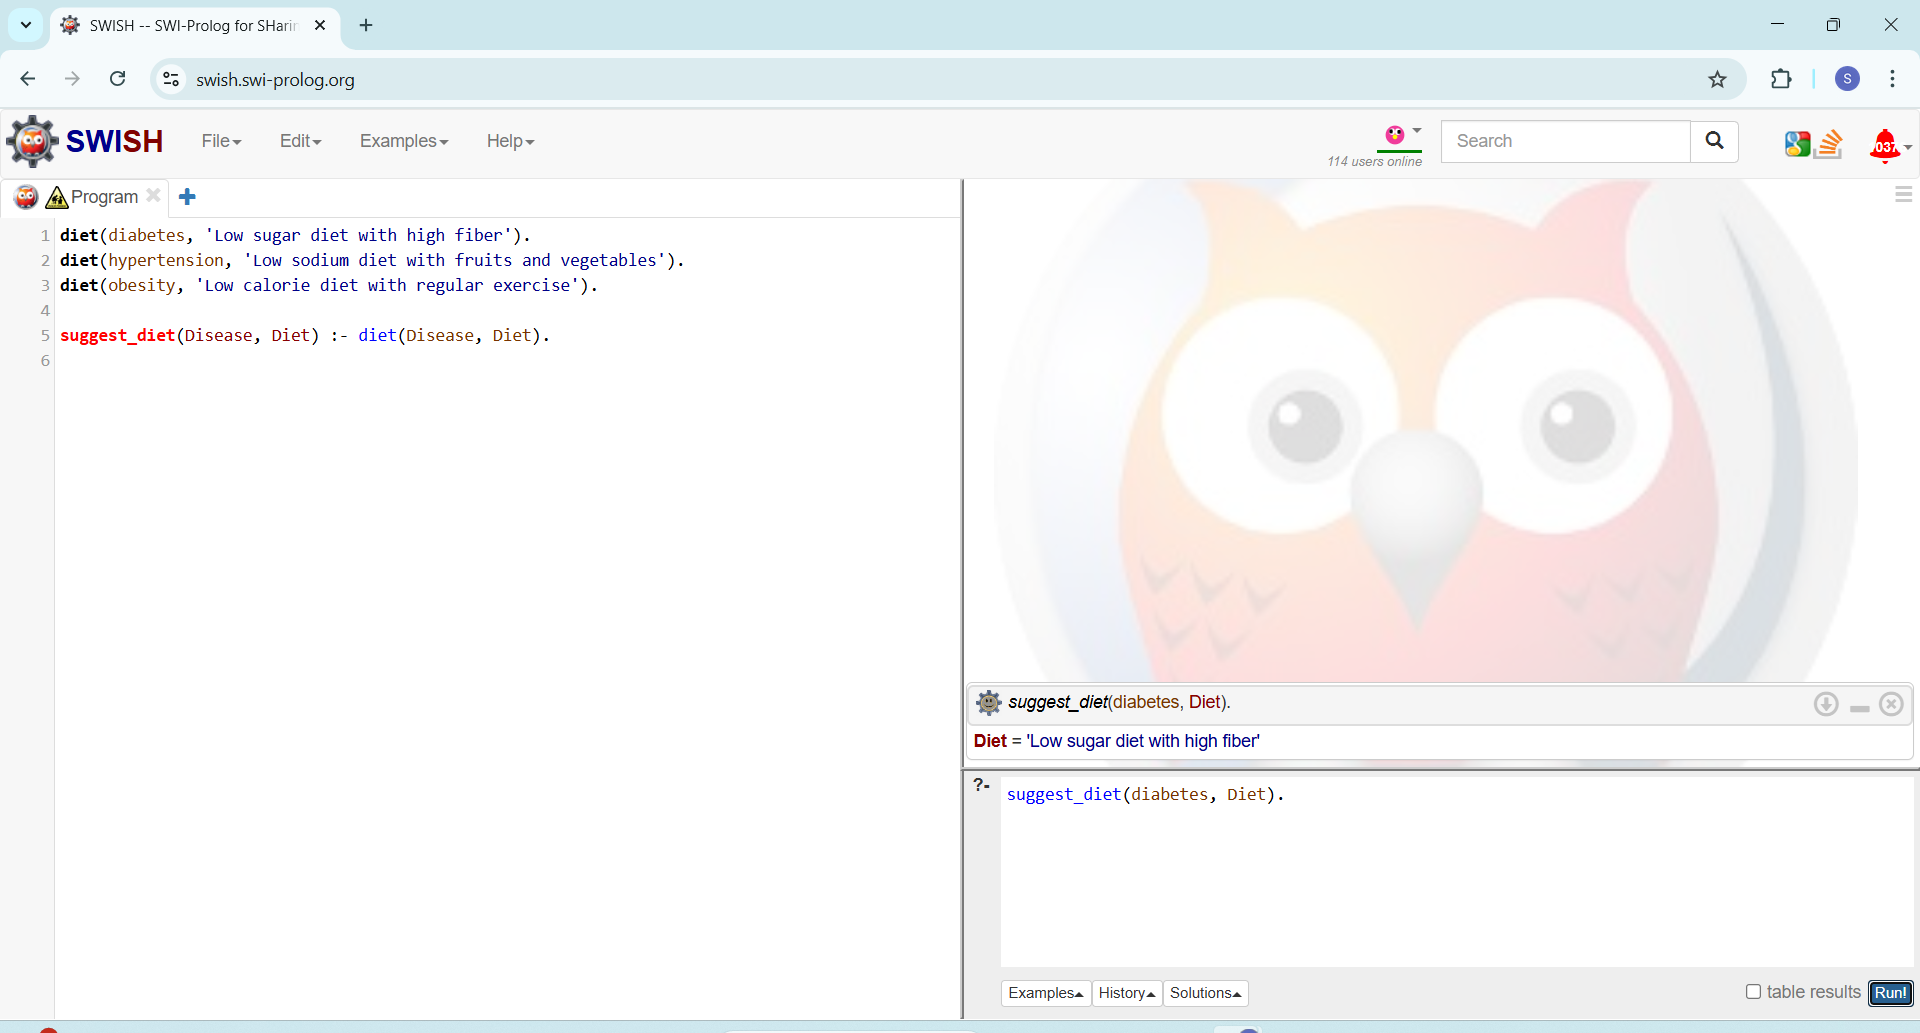 SWISH -- SWI-Prolog for SHarin
swish.swi-prolog.org
S
SWISH
File
Edit
Examples
Help
114 users online
Search
037
Program
1 diet(diabetes, 'Low sugar diet with high fiber').
2 diet(hypertension, 'Low sodium diet with fruits and vegetables').
3 diet(obesity, 'Low calorie diet with regular exercise').
4
5 suggest_diet(Disease, Diet) :- diet(Disease, Diet).
6
suggest_diet(diabetes, Diet).
Diet = 'Low sugar diet with high fiber'
?-
suggest_diet(diabetes, Diet).
Examples History Solutions
table results Run!